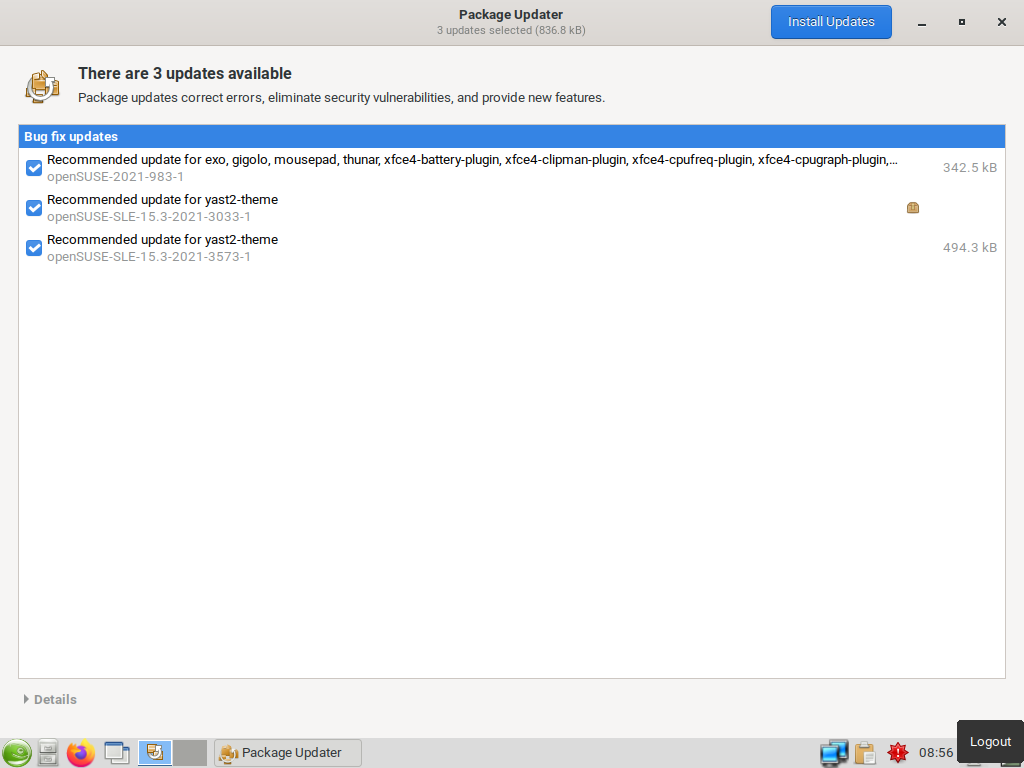 Package Updater
3 updates selected (836.8 kB)
Install Updates
There are 3 updates available
Package updates correct errors, eliminate security vulnerabilities, and provide new features.
Bug fix updates
Recommended update for exo, gigolo, mousepad, thunar, xfce4-battery-plugin, xfce4-clipman-plugin, xfce4-cpufreq-plugin, xfce4-cpugraph-plugin,...
openSUSE-2021-983-1
342.5 kB
Recommended update for yast2-theme
openSUSE-SLE-15.3-2021-3033-1
Recommended update for yast2-theme
openSUSE-SLE-15.3-2021-3573-1
494.3 kB
Details
Package Updater
08:56
Logout